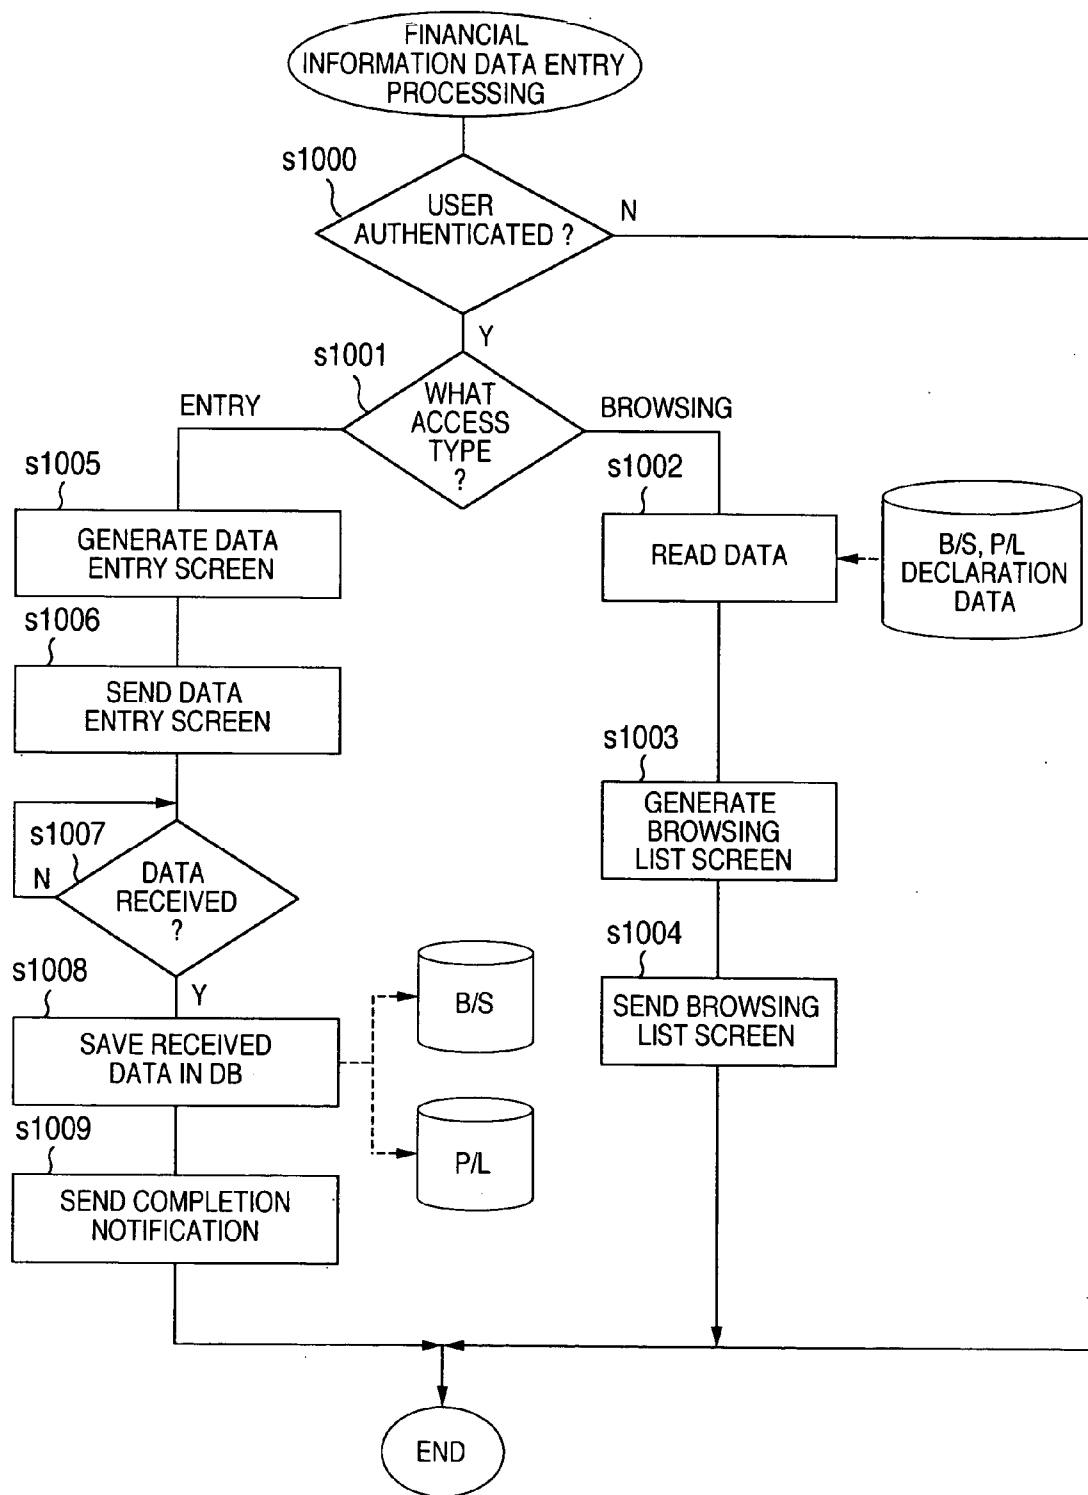 FINANCIAL
INFORMATION DATA ENTRY
PROCESSING
s1000
USER
AUTHENTICATED ?
N
Y
s1001
WHAT
ACCESS
TYPE
?
ENTRY
BROWSING
s1005
GENERATE DATA
ENTRY SCREEN
s1006
SEND DATA
ENTRY SCREEN
s1007
DATA
RECEIVED
?
N
Y
s1008
SAVE RECEIVED
DATA IN DB
B/S
P/L
s1009
SEND COMPLETION
NOTIFICATION
s1002
READ DATA
B/S, P/L
DECLARATION
DATA
s1003
GENERATE
BROWSING
LIST SCREEN
s1004
SEND BROWSING
LIST SCREEN
END